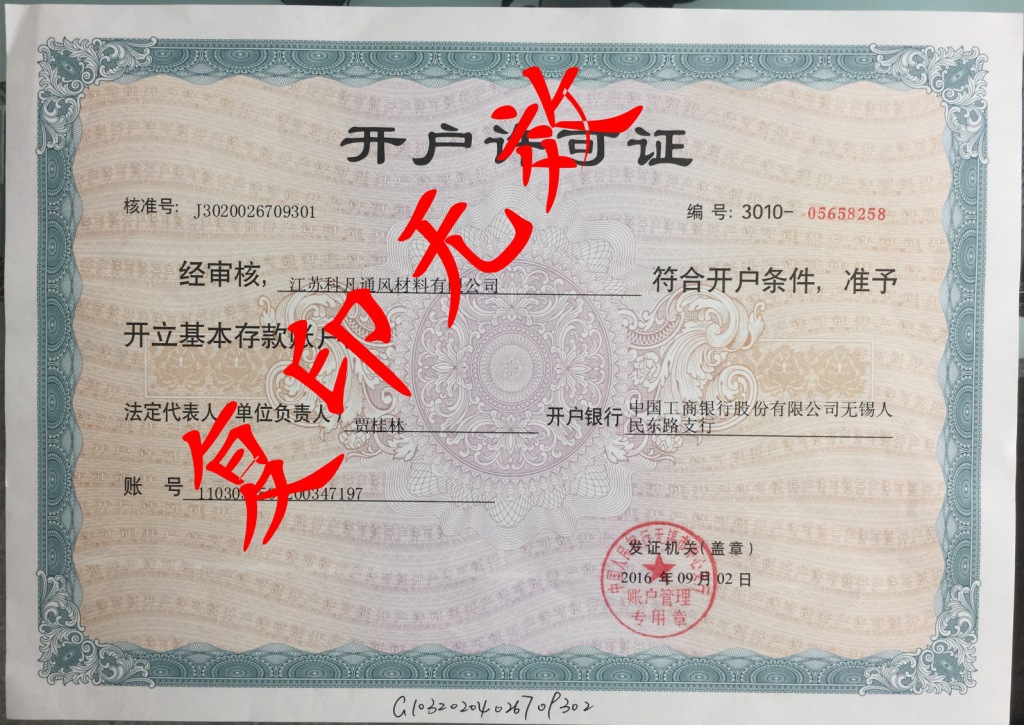 开户许可证
核准号: J3020026709301
编 号: 3010- 05658258
经审核, 江苏科凡通风材料有限公司 符合开户条件, 准予
开立基本存款账户
法定代表人(单位负责人) 贾桂林
开户银行 中国工商银行股份有限公司无锡人
民东路支行
账 号 00347197
发证机关(盖章)
2016 年 09 月 02 日
账户管理
专用章
复印无效
G10320204026709302